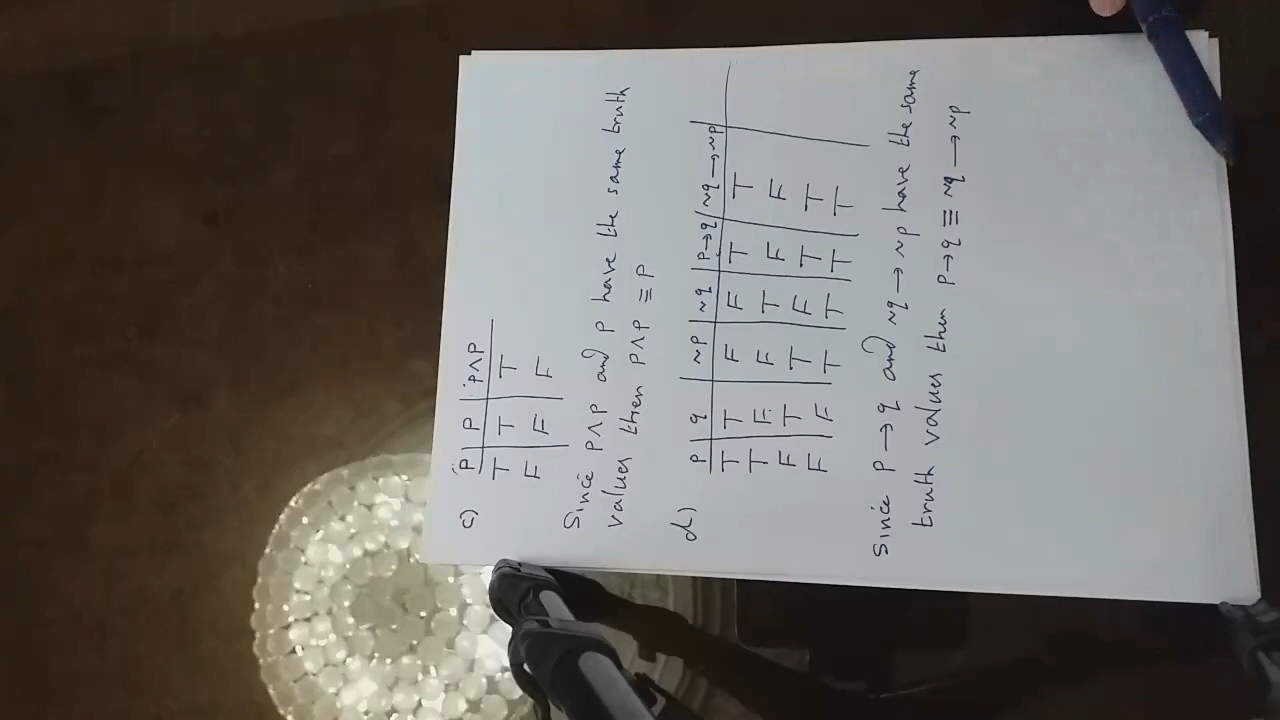 c) P | P | P∧P
T | T | T
F | F | F
Since P∧P and P have the same truth
values then P∧P ≡ P
d) P | q | ~P | ~q | P→q | ~q→~P
T | T | F | F | T | T
T | F | F | T | F | F
F | T | T | F | T | T
F | F | T | T | T | T
Since P→q and ~q→~p have the same
truth values then P→q ≡ ~q→~p